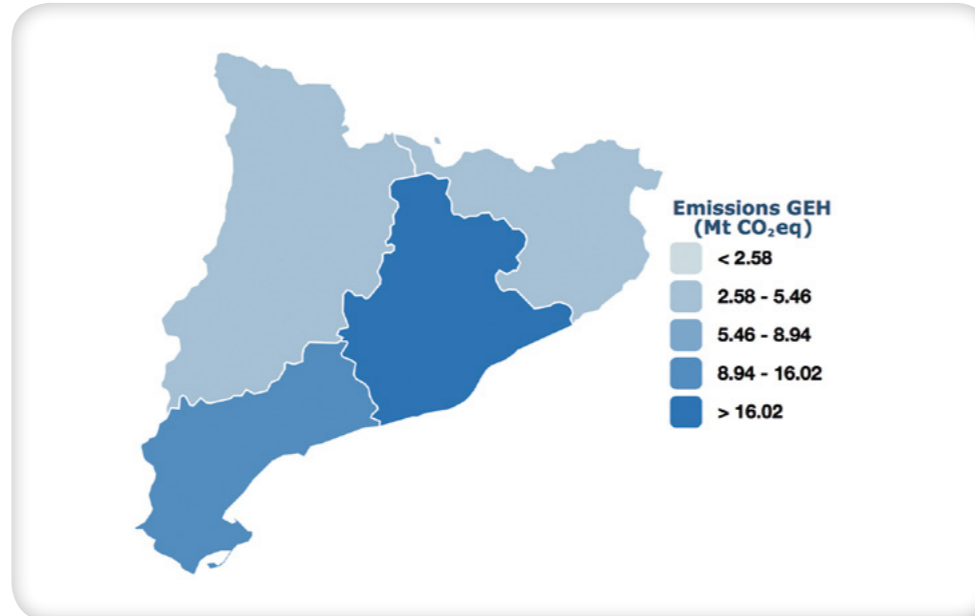 Emissions GEH
(Mt CO₂eq)
< 2.58
2.58 - 5.46
5.46 - 8.94
8.94 - 16.02
> 16.02